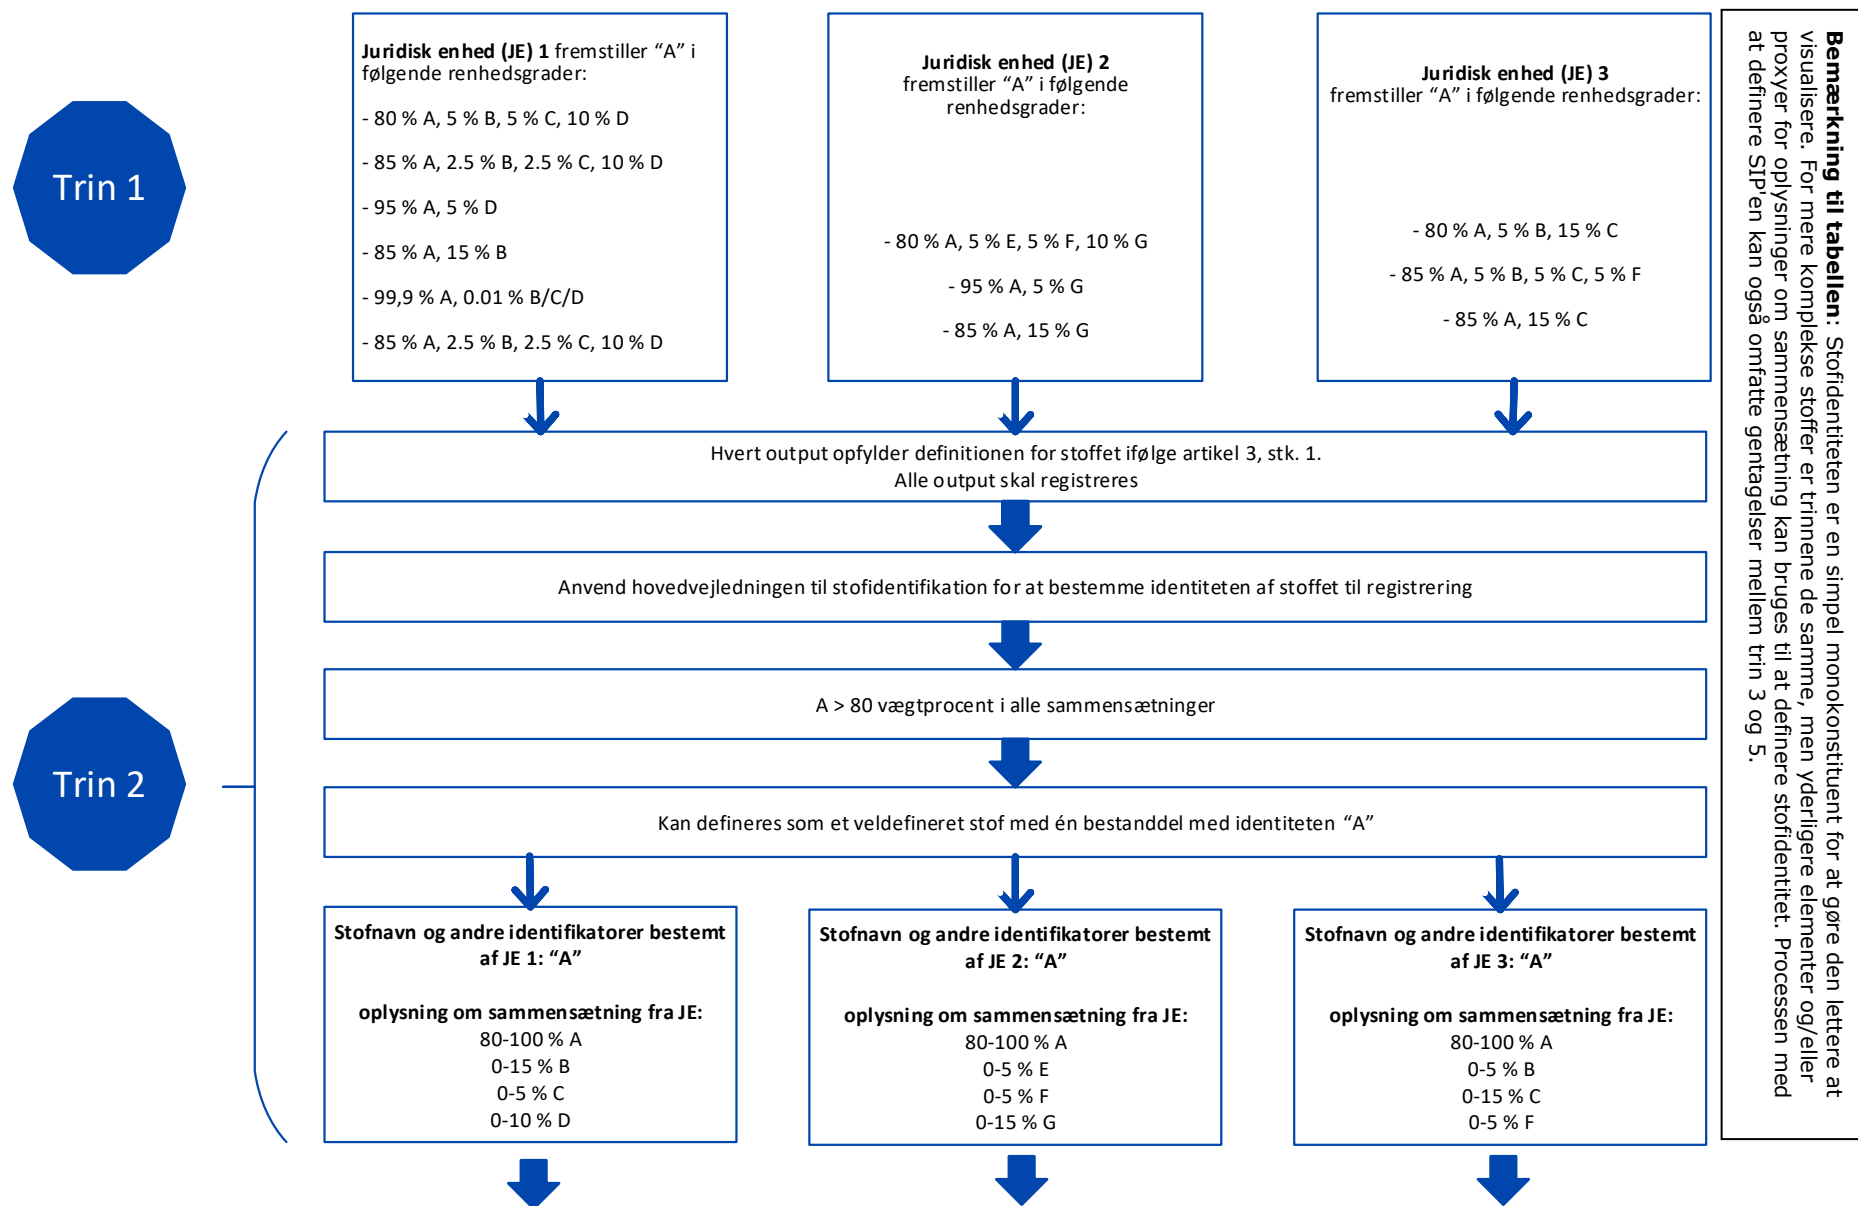 Trin 1
Juridisk enhed (JE) 1 fremstiller “A” i
følgende renhedsgrader:
- 80 % A, 5 % B, 5 % C, 10 % D
- 85 % A, 2.5 % B, 2.5 % C, 10 % D
- 95 % A, 5 % D
- 85 % A, 15 % B
- 99,9 % A, 0.01 % B/C/D
- 85 % A, 2.5 % B, 2.5 % C, 10 % D
Juridisk enhed (JE) 2
fremstiller “A” i følgende
renhedsgrader:
- 80 % A, 5 % E, 5 % F, 10 % G
- 95 % A, 5 % G
- 85 % A, 15 % G
Juridisk enhed (JE) 3
fremstiller “A” i følgende renhedsgrader:
- 80 % A, 5 % B, 15 % C
- 85 % A, 5 % B, 5 % C, 5 % F
- 85 % A, 15 % C
Bemærkning til tabellen: Stofidentiteten er en simpel monokonstituent for at gøre den lettere at
visualisere. For mere komplekse stoffer er trinnene de samme, men yderligere elementer og/eller
proxyer for oplysninger om sammensætning kan bruges til at definere stofidentitet. Processen med
at definere SIP'en kan også omfatte gentagelser mellem trin 3 og 5.
Trin 2
Hvert output opfylder definitionen for stoffet ifølge artikel 3, stk. 1.
Alle output skal registreres
Anvend hovedvejledningen til stofidentifikation for at bestemme identiteten af stoffet til registrering
A > 80 vægtprocent i alle sammensætninger
Kan defineres som et veldefineret stof med én bestanddel med identiteten “A”
Stofnavn og andre identifikatorer bestemt
af JE 1: “A”
oplysning om sammensætning fra JE:
80-100 % A
0-15 % B
0-5 % C
0-10 % D
Stofnavn og andre identifikatorer bestemt
af JE 2: “A”
oplysning om sammensætning fra JE:
80-100 % A
0-5 % E
0-5 % F
0-15 % G
Stofnavn og andre identifikatorer bestemt
af JE 3: “A”
oplysning om sammensætning fra JE:
80-100 % A
0-5 % B
0-15 % C
0-5 % F